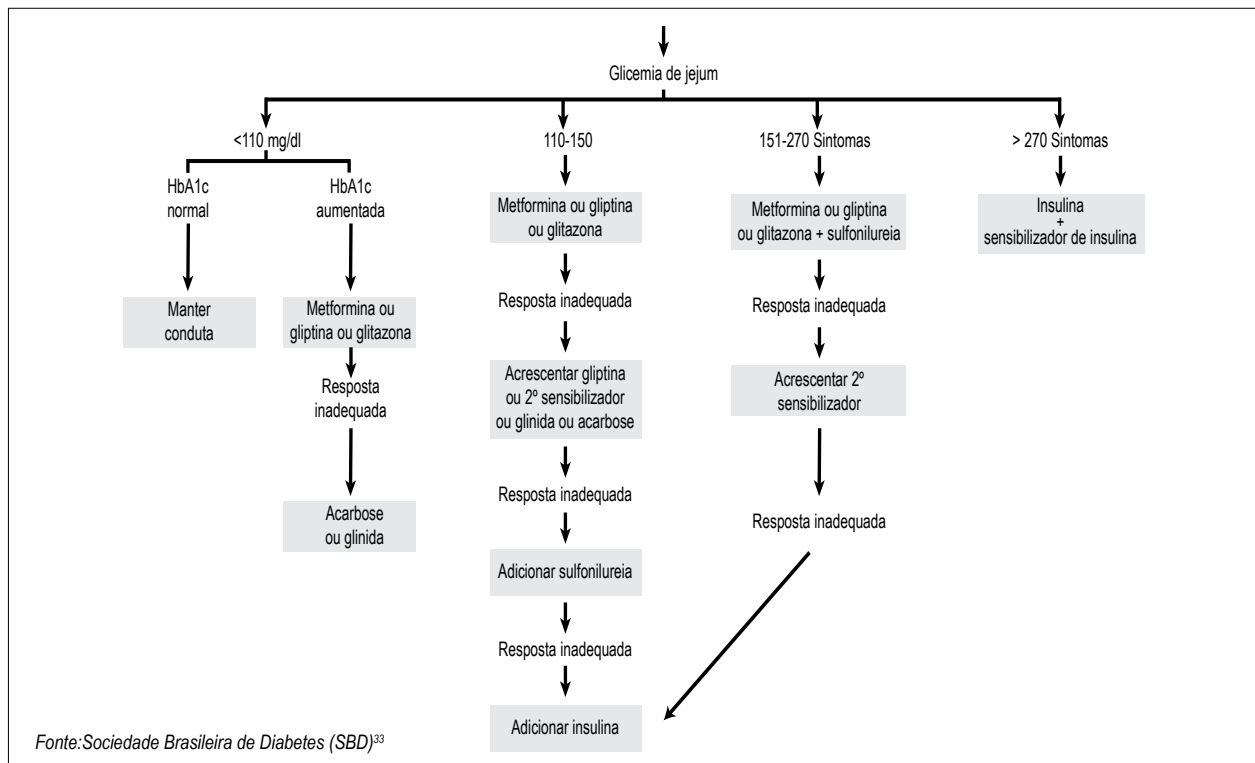 Glicemia de jejum
<110 mg/dl
HbA1c
normal
Manter
conduta
HbA1c
aumentada
Metformina ou
gliptina ou glitazona
Resposta
inadequada
Acarbose
ou glinida
110-150
Metformina ou gliptina
ou glitazona
Resposta inadequada
Acrescentar gliptina
ou 2º sensibilizador
ou glinida ou acarbose
Resposta inadequada
Adicionar sulfonilureia
Resposta inadequada
Adicionar insulina
151-270 Sintomas
Metformina ou gliptina
ou glitazona + sulfonilureia
Resposta inadequada
Acrescentar 2º
sensibilizador
Resposta inadequada
> 270 Sintomas
Insulina
+
sensibilizador de insulina
Fonte:Sociedade Brasileira de Diabetes (SBD)³³